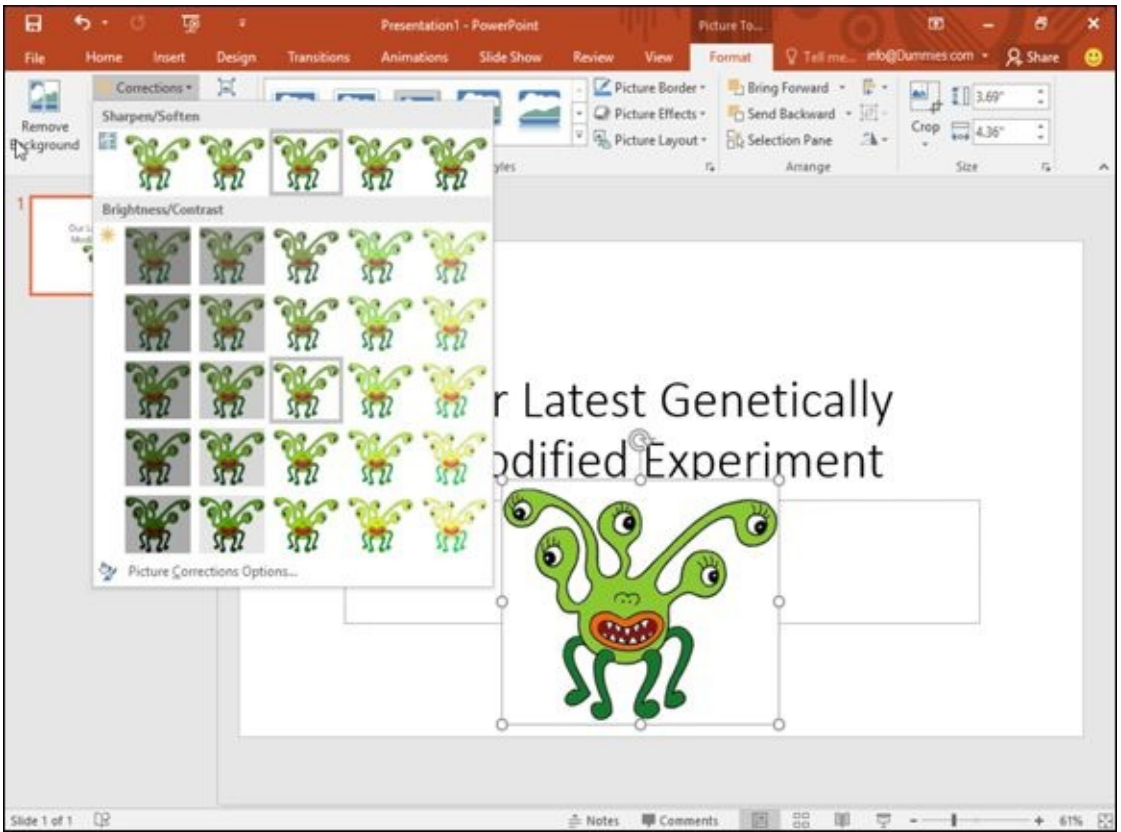 Presentation1 - PowerPoint
Picture To...
File Home Insert Design Transitions Animations Slide Show Review View Format Tell me... info@Dummies.com Share
Corrections
Remove
Background
Picture Border
Picture Effects
Picture Layout
Bring Forward
Send Backward
Selection Pane
Arrange
Crop
3.69"
4.36"
Size
Sharpen/Soften
Brightness/Contrast
Picture Corrections Options...
1
r Latest Genetically
odified Experiment
Slide 1 of 1
Notes Comments 61%